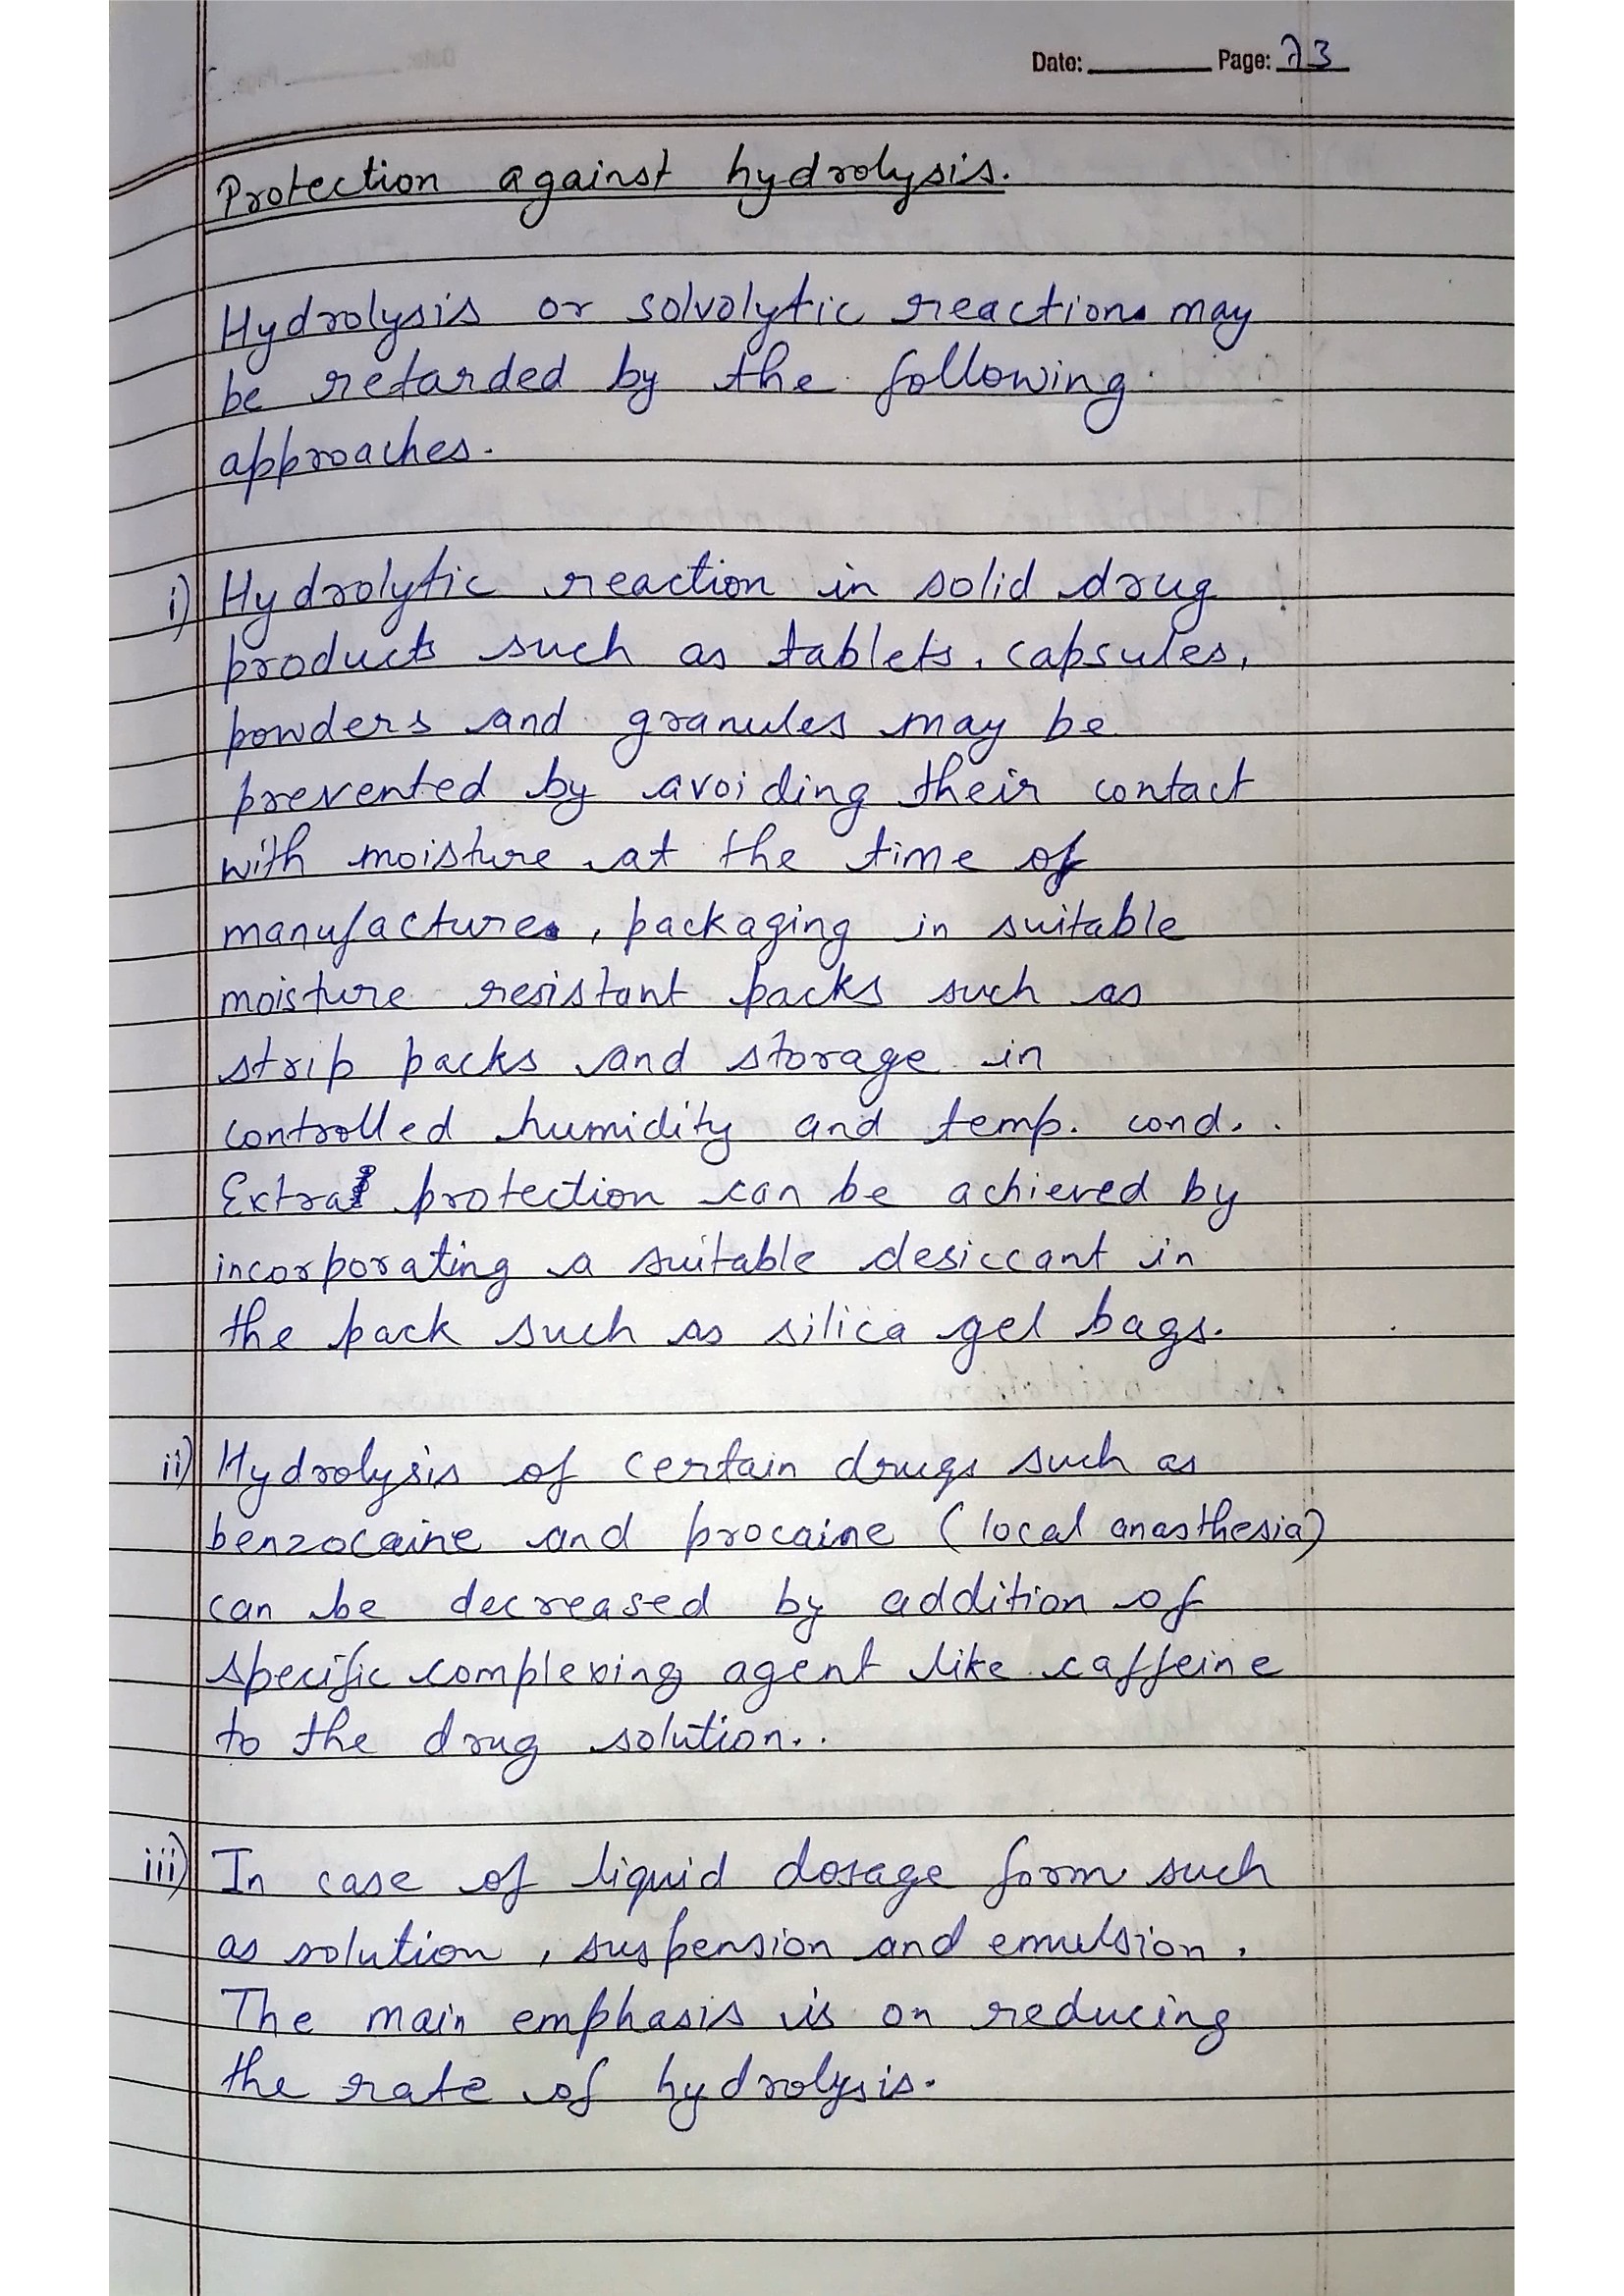 Date: Page: 73
Protection against hydrolysis.
Hydrolysis or solvolytic reactions may
be retarded by the following
approaches.
i) Hydrolytic reaction in solid drug
products such as tablets, capsules,
powders and granules may be
prevented by avoiding their contact
with moisture at the time of
manufacture, packaging in suitable
moisture resistant packs such as
strip packs and storage in
controlled humidity and temp. cond..
Extra protection can be achieved by
incorporating a suitable desiccant in
the pack such as silica gel bags.
ii) Hydrolysis of certain drugs such as
benzocaine and procaine (local anasthesia)
can be decreased by addition of
specific complexing agent like caffeine
to the drug solution..
iii) In case of liquid dosage form such
as solution, suspension and emulsion.
The main emphasis is on reducing
the rate of hydrolysis.